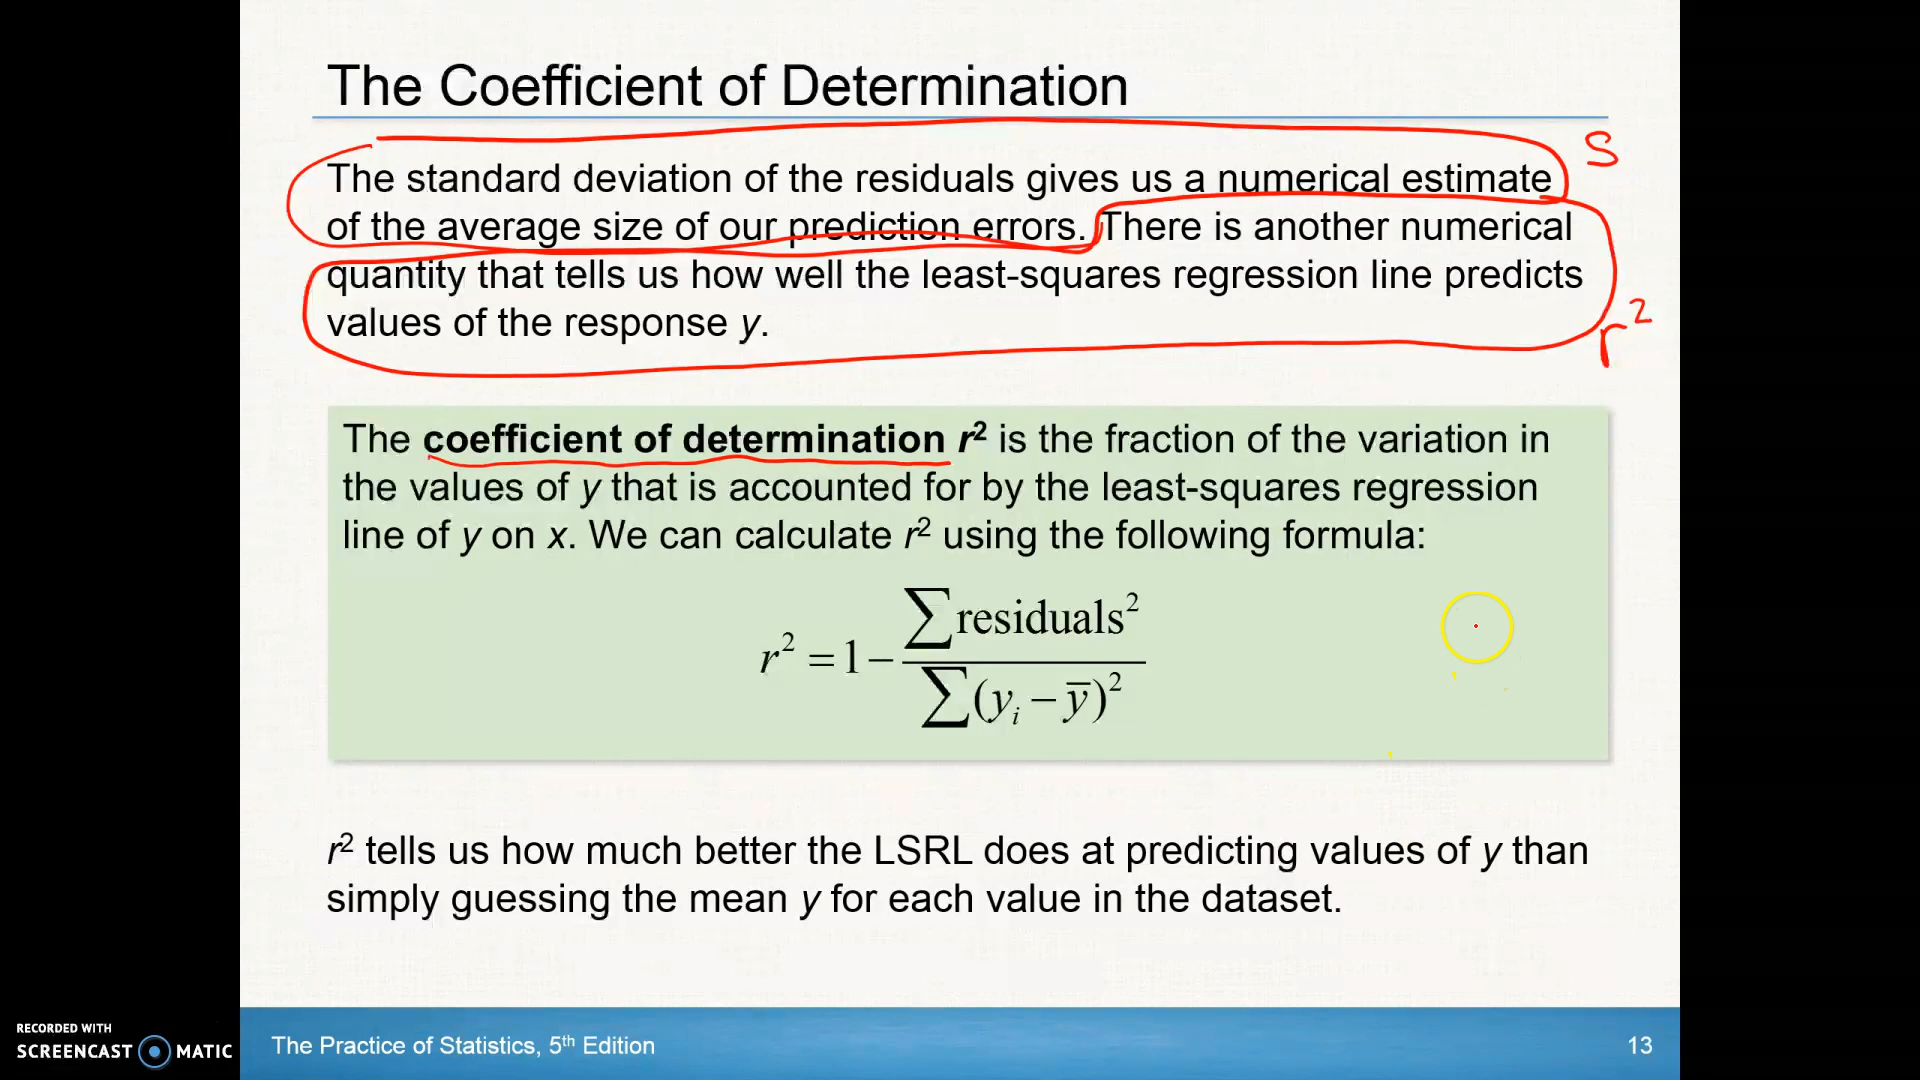 The Coefficient of Determination
S
The standard deviation of the residuals gives us a numerical estimate
of the average size of our prediction errors. There is another numerical
quantity that tells us how well the least-squares regression line predicts
values of the response y.
r²
The coefficient of determination r² is the fraction of the variation in
the values of y that is accounted for by the least-squares regression
line of y on x. We can calculate r² using the following formula:
r² = 1 − ∑residuals² / ∑(yᵢ − ȳ)²
r² tells us how much better the LSRL does at predicting values of y than
simply guessing the mean y for each value in the dataset.
RECORDED WITH
SCREENCAST MATIC
The Practice of Statistics, 5th Edition
13